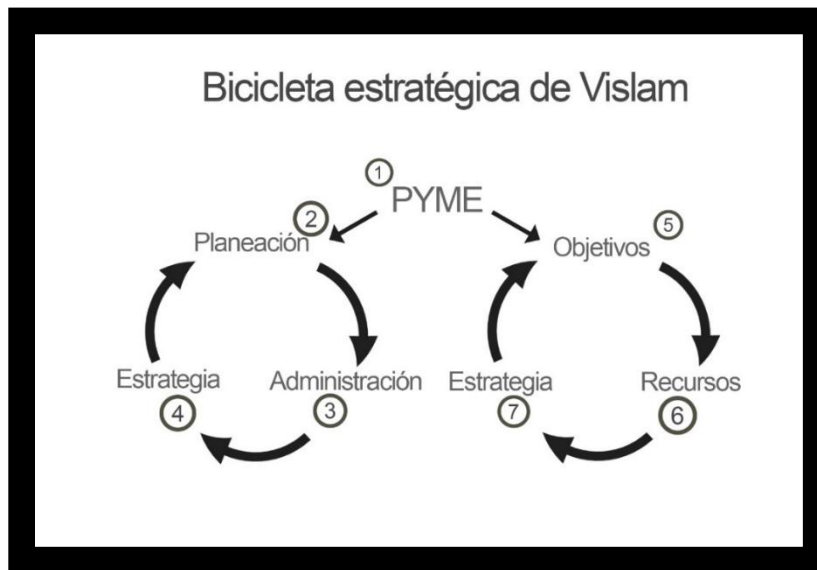 Bicicleta estratégica de Vislam
1
PYME
2
Planeación
5
Objetivos
Estrategia
Administración
Estrategia
Recursos
4
3
7
6